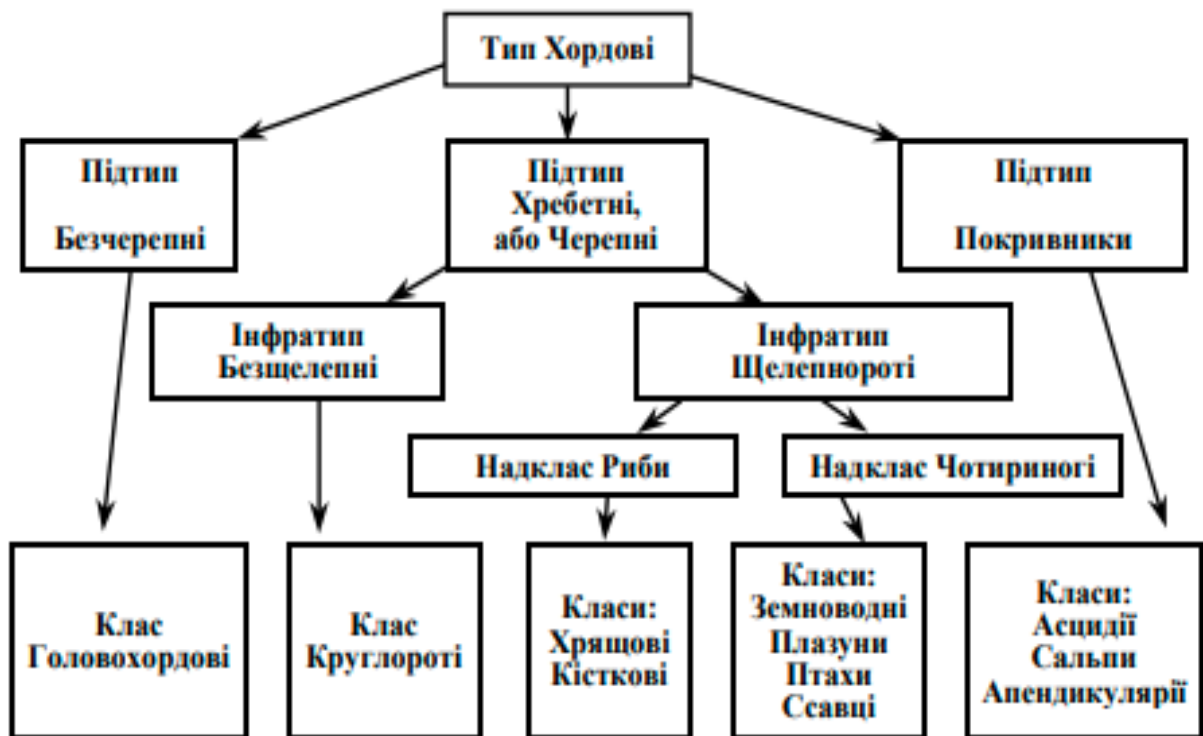 Тип Хордові
Підтип
Безчерепні
Підтип
Хребетні,
або Черепні
Підтип
Покривники
Інфратип
Безщелепні
Інфратип
Щелепнороті
Надклас Риби
Надклас Чотириногі
Клас
Головохордові
Клас
Круглороті
Класи:
Хрящові
Кісткові
Класи:
Земноводні
Плазуни
Птахи
Ссавці
Класи:
Асцидії
Сальпи
Апендикулярії